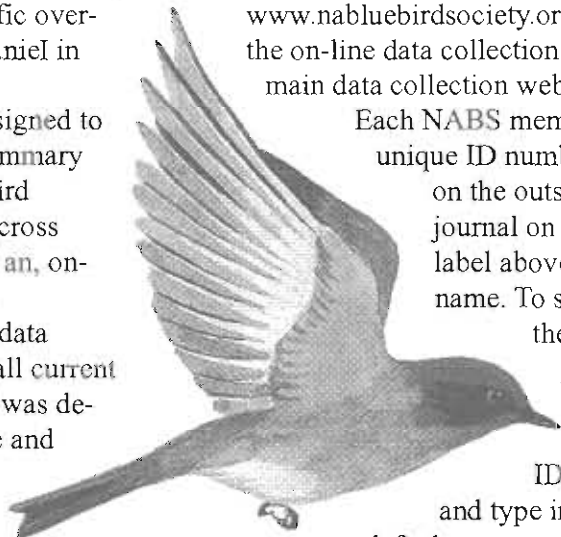 fic over-
aniel in
signed to
mmary
ird
cross
an, on-
data
all current
was de-
e and
www.nabluebirdsociety.or
the on-line data collection
main data collection web
Each NABS mem
unique ID numb
on the outs
journal on
label above
name. To s
the
ID
and type in